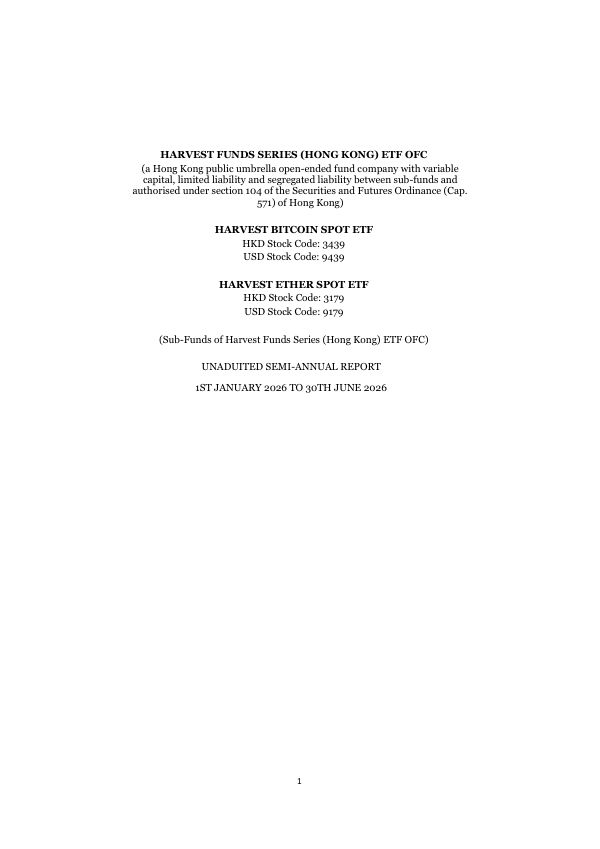 HARVEST FUNDS SERIES (HONG KONG) ETF OFC
(a Hong Kong public umbrella open-ended fund company with variable
capital, limited liability and segregated liability between sub-funds and
authorised under section 104 of the Securities and Futures Ordinance (Cap.
571) of Hong Kong)
HARVEST BITCOIN SPOT ETF
HKD Stock Code: 3439
USD Stock Code: 9439
HARVEST ETHER SPOT ETF
HKD Stock Code: 3179
USD Stock Code: 9179
(Sub-Funds of Harvest Funds Series (Hong Kong) ETF OFC)
UNADUITED SEMI-ANNUAL REPORT
1ST JANUARY 2026 TO 30TH JUNE 2026
1